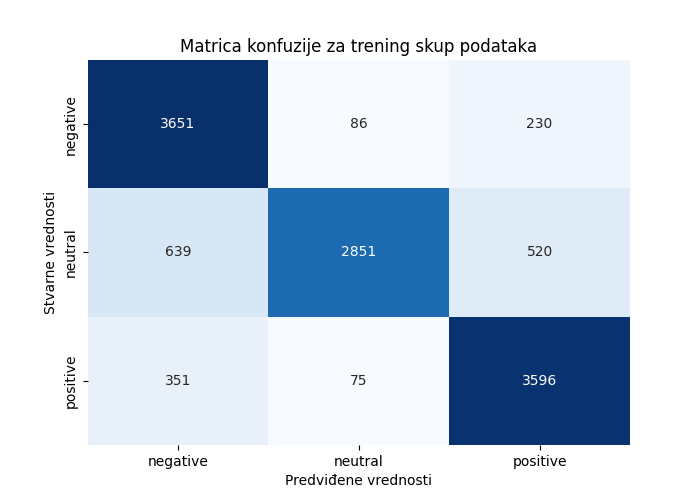 Matrica konfuzije za trening skup podataka
Stvarne vrednosti
negative
3651 86 230
neutral
639 2851 520
positive
351 75 3596
negative neutral positive
Predviđene vrednosti